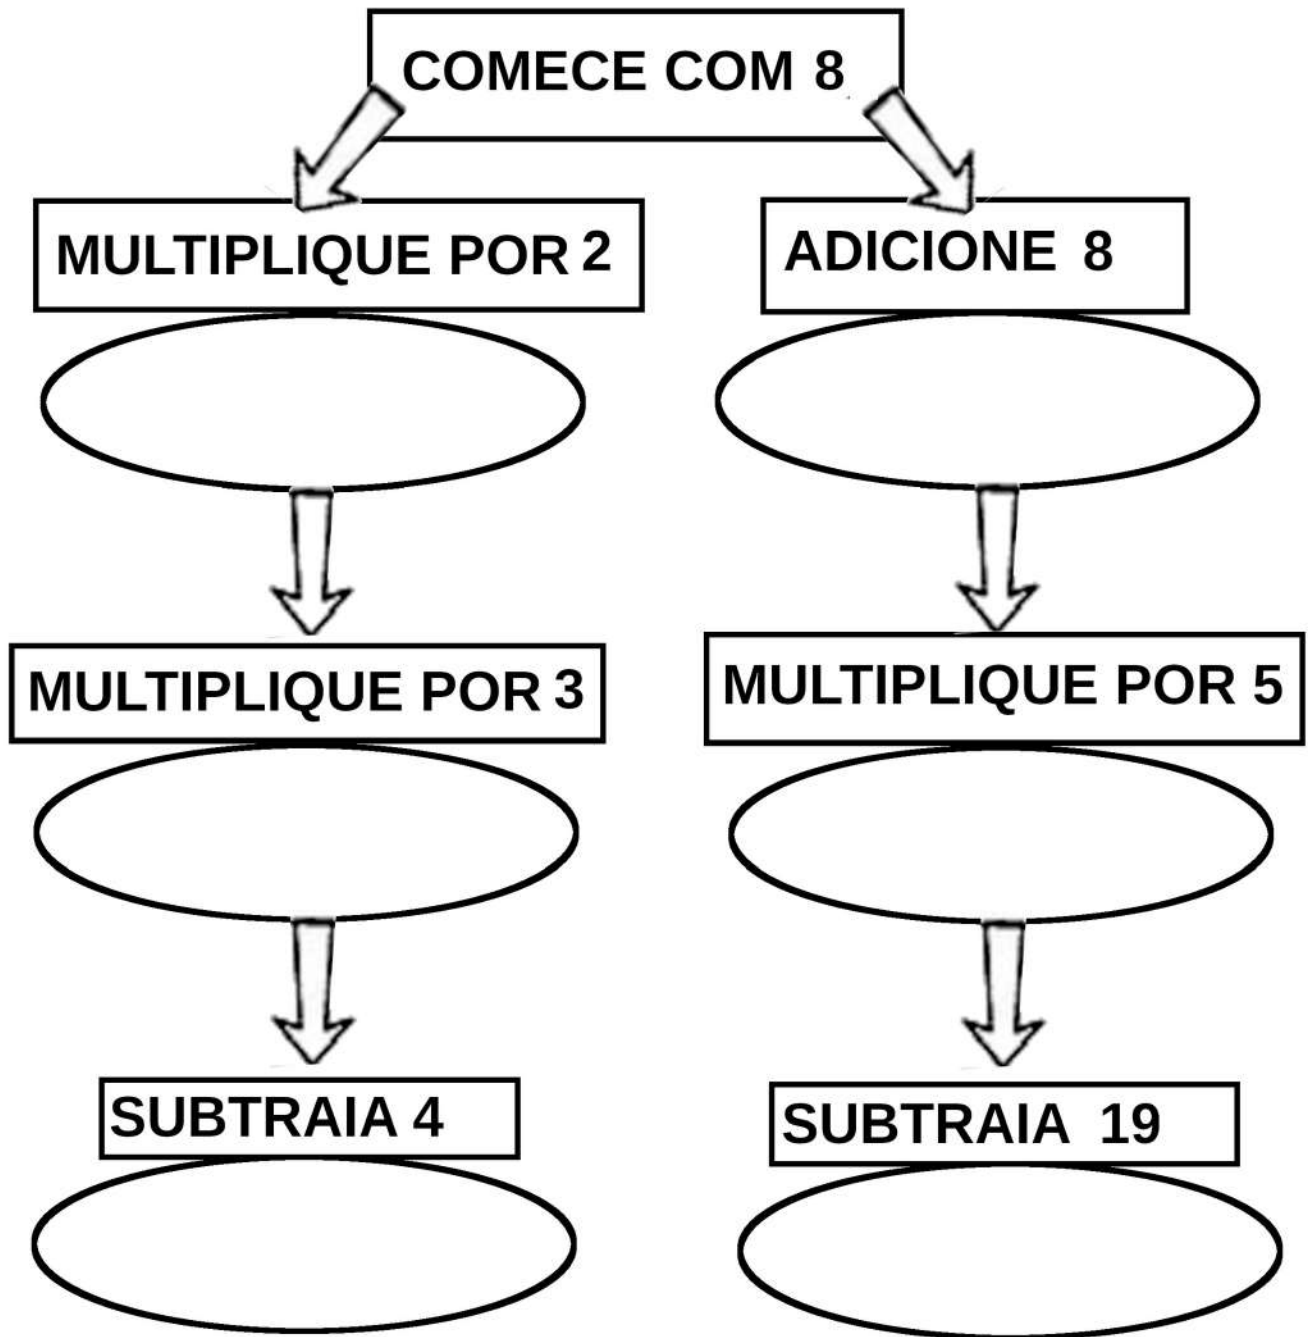 COMECE COM 8
MULTIPLIQUE POR 2
ADICIONE 8
MULTIPLIQUE POR 3
MULTIPLIQUE POR 5
SUBTRAIA 4
SUBTRAIA 19